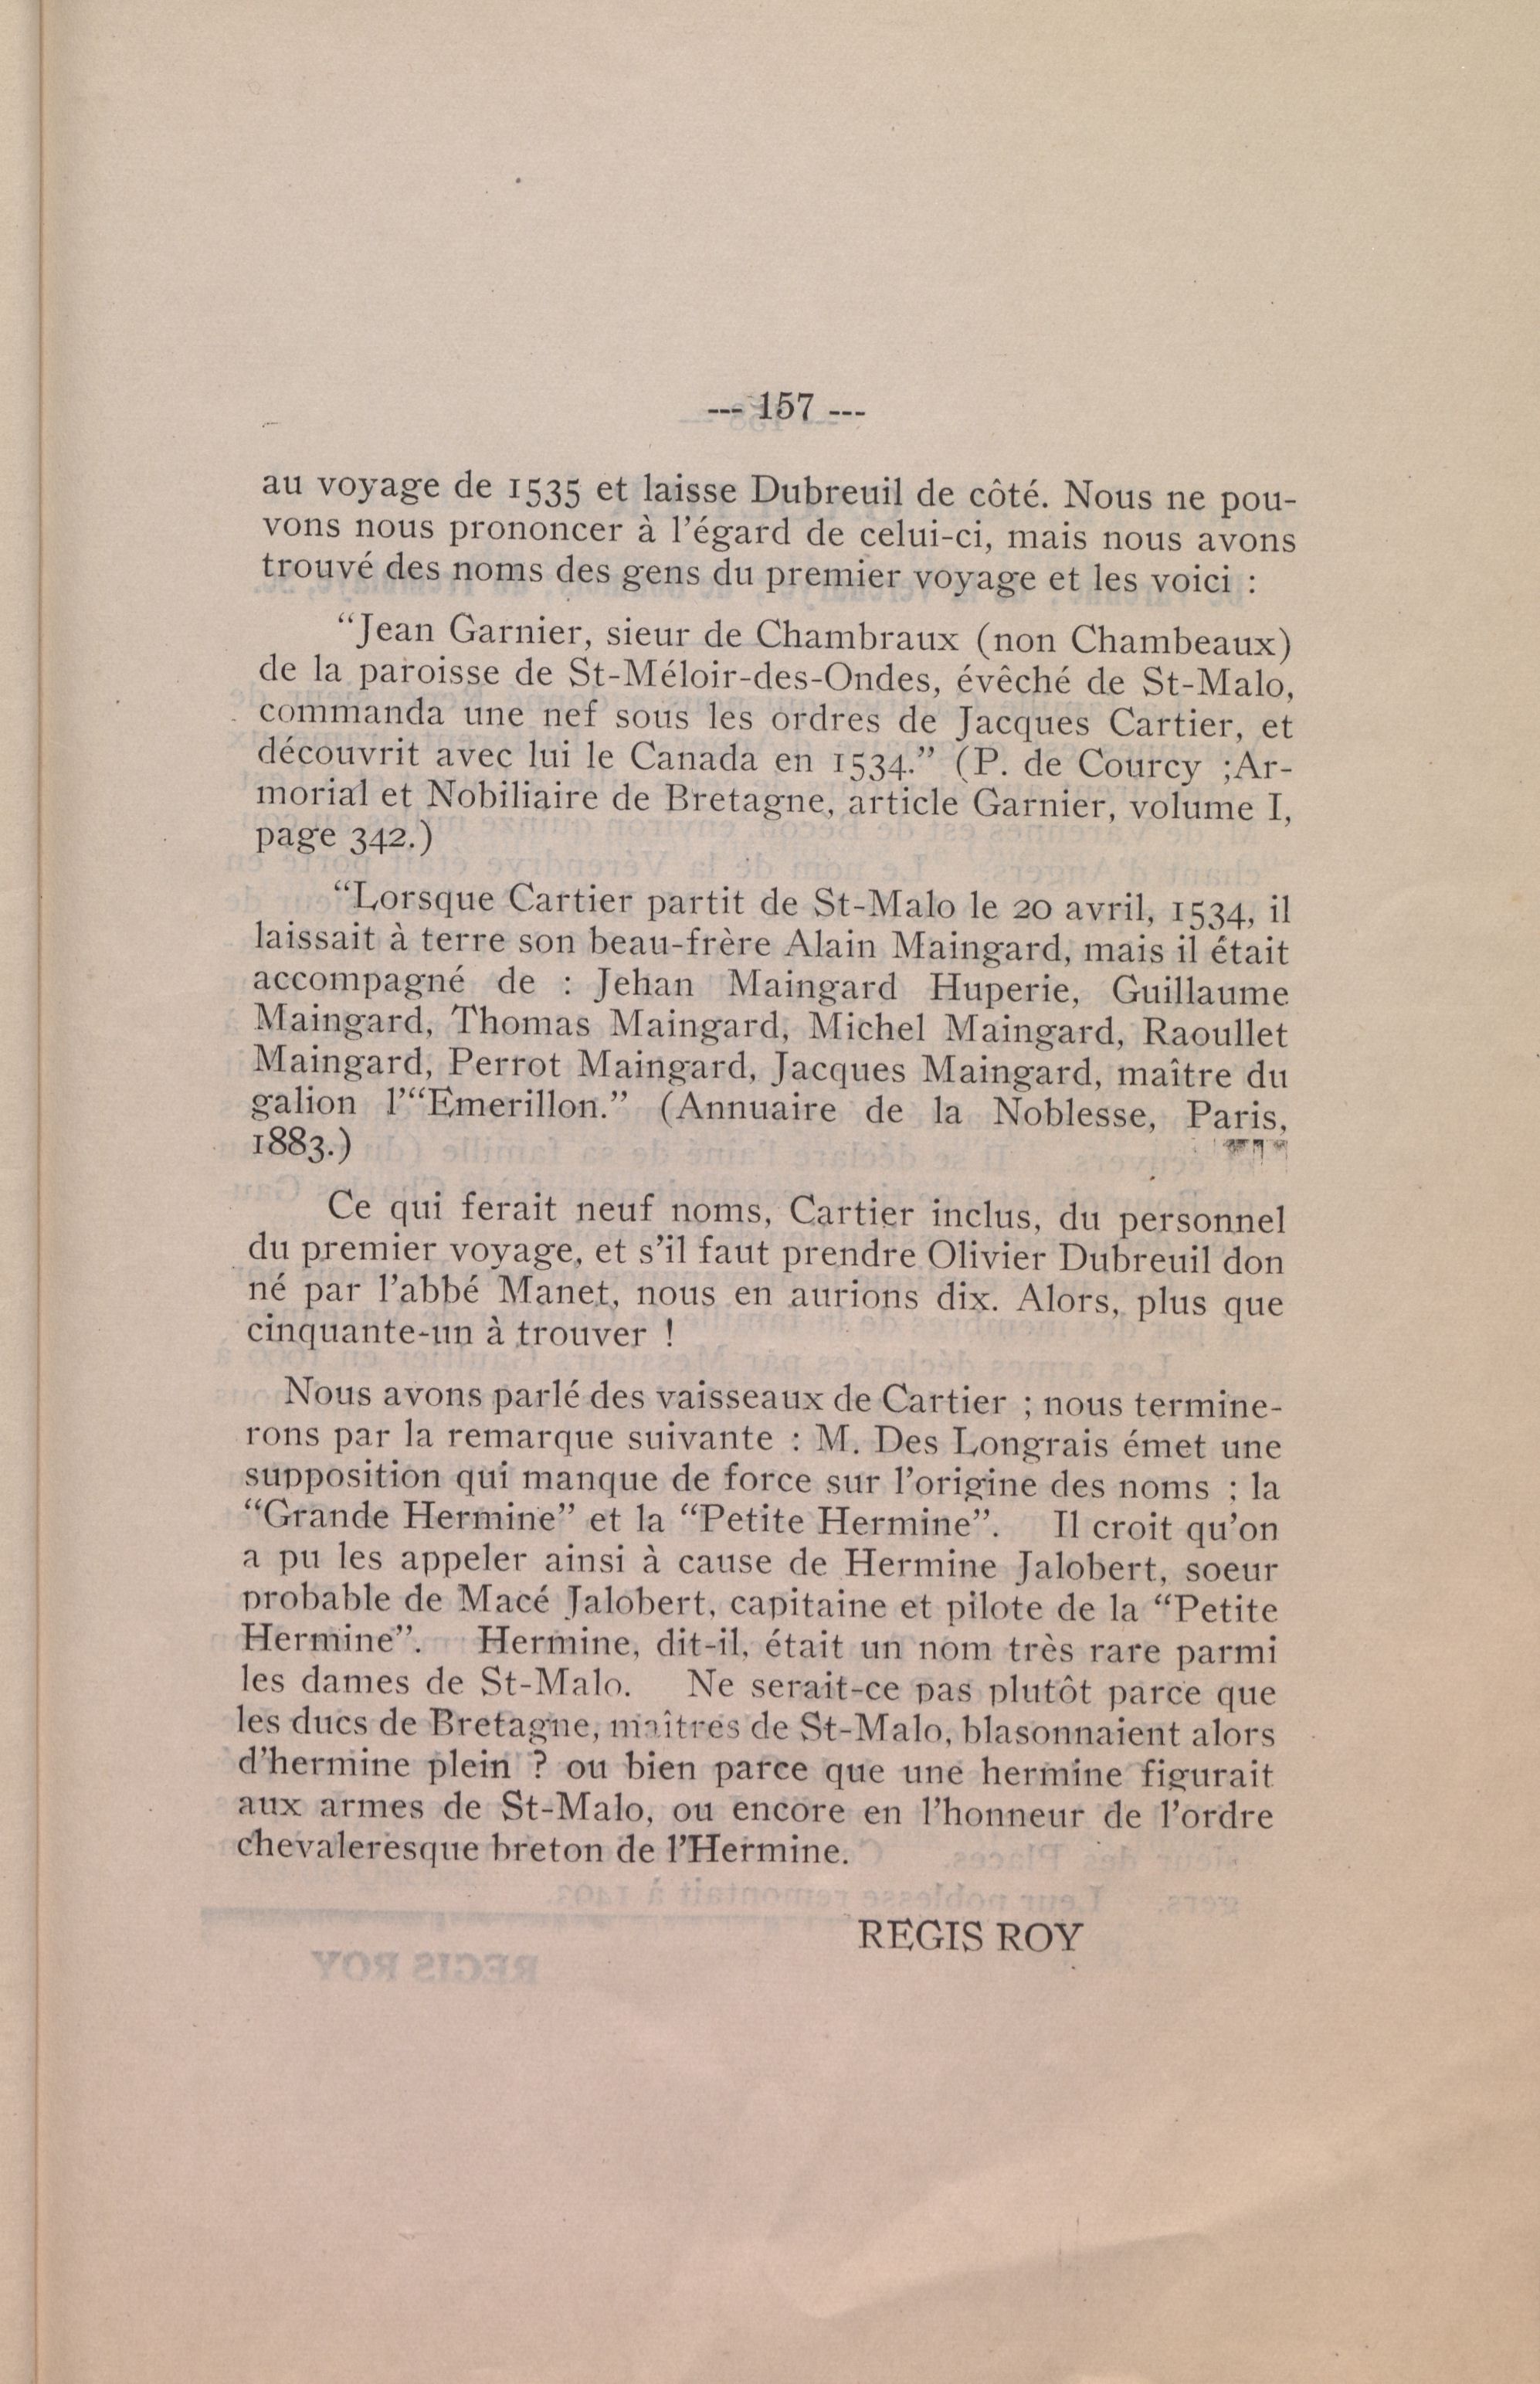 --- 157 ---
au voyage de 1535 et laisse Dubreuil de côté. Nous ne pou-
vons nous prononcer à l'égard de celui-ci, mais nous avons
trouvé des noms des gens du premier voyage et les voici :
“Jean Garnier, sieur de Chambraux (non Chambeaux)
de la paroisse de St-Méloir-des-Ondes, évêché de St-Malo,
commanda une nef sous les ordres de Jacques Cartier, et
découvrit avec lui le Canada en 1534.” (P. de Courcy ;Ar-
morial et Nobiliaire de Bretagne, article Garnier, volume I,
page 342.)
“Lorsque Cartier partit de St-Malo le 20 avril, 1534, il
laissait à terre son beau-frère Alain Maingard, mais il était
accompagné de : Jehan Maingard Huperie, Guillaume
Maingard, Thomas Maingard, Michel Maingard, Raoullet
Maingard, Perrot Maingard, Jacques Maingard, maître du
galion l'“Emerillon.” (Annuaire de la Noblesse, Paris,
1883.)
Ce qui ferait neuf noms, Cartier inclus, du personnel
du premier voyage, et s'il faut prendre Olivier Dubreuil don
né par l'abbé Manet, nous en aurions dix. Alors, plus que
cinquante-un à trouver !
Nous avons parlé des vaisseaux de Cartier ; nous termine-
rons par la remarque suivante : M. Des Longrais émet une
supposition qui manque de force sur l'origine des noms : la
“Grande Hermine” et la “Petite Hermine”. Il croit qu'on
a pu les appeler ainsi à cause de Hermine Jalobert, soeur
probable de Macé Jalobert, capitaine et pilote de la “Petite
Hermine”. Hermine, dit-il, était un nom très rare parmi
les dames de St-Malo. Ne serait-ce pas plutôt parce que
les ducs de Bretagne, maîtres de St-Malo, blasonnaient alors
d'hermine plein ? ou bien parce que une hermine figurait
aux armes de St-Malo, ou encore en l'honneur de l'ordre
chevaleresque breton de l'Hermine.
REGIS ROY